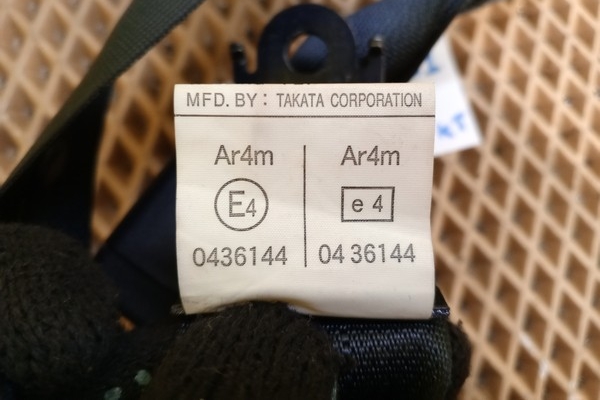 MFD. BY : TAKATA CORPORATION
Ar4m
E4
0436144
Ar4m
e 4
04 36144